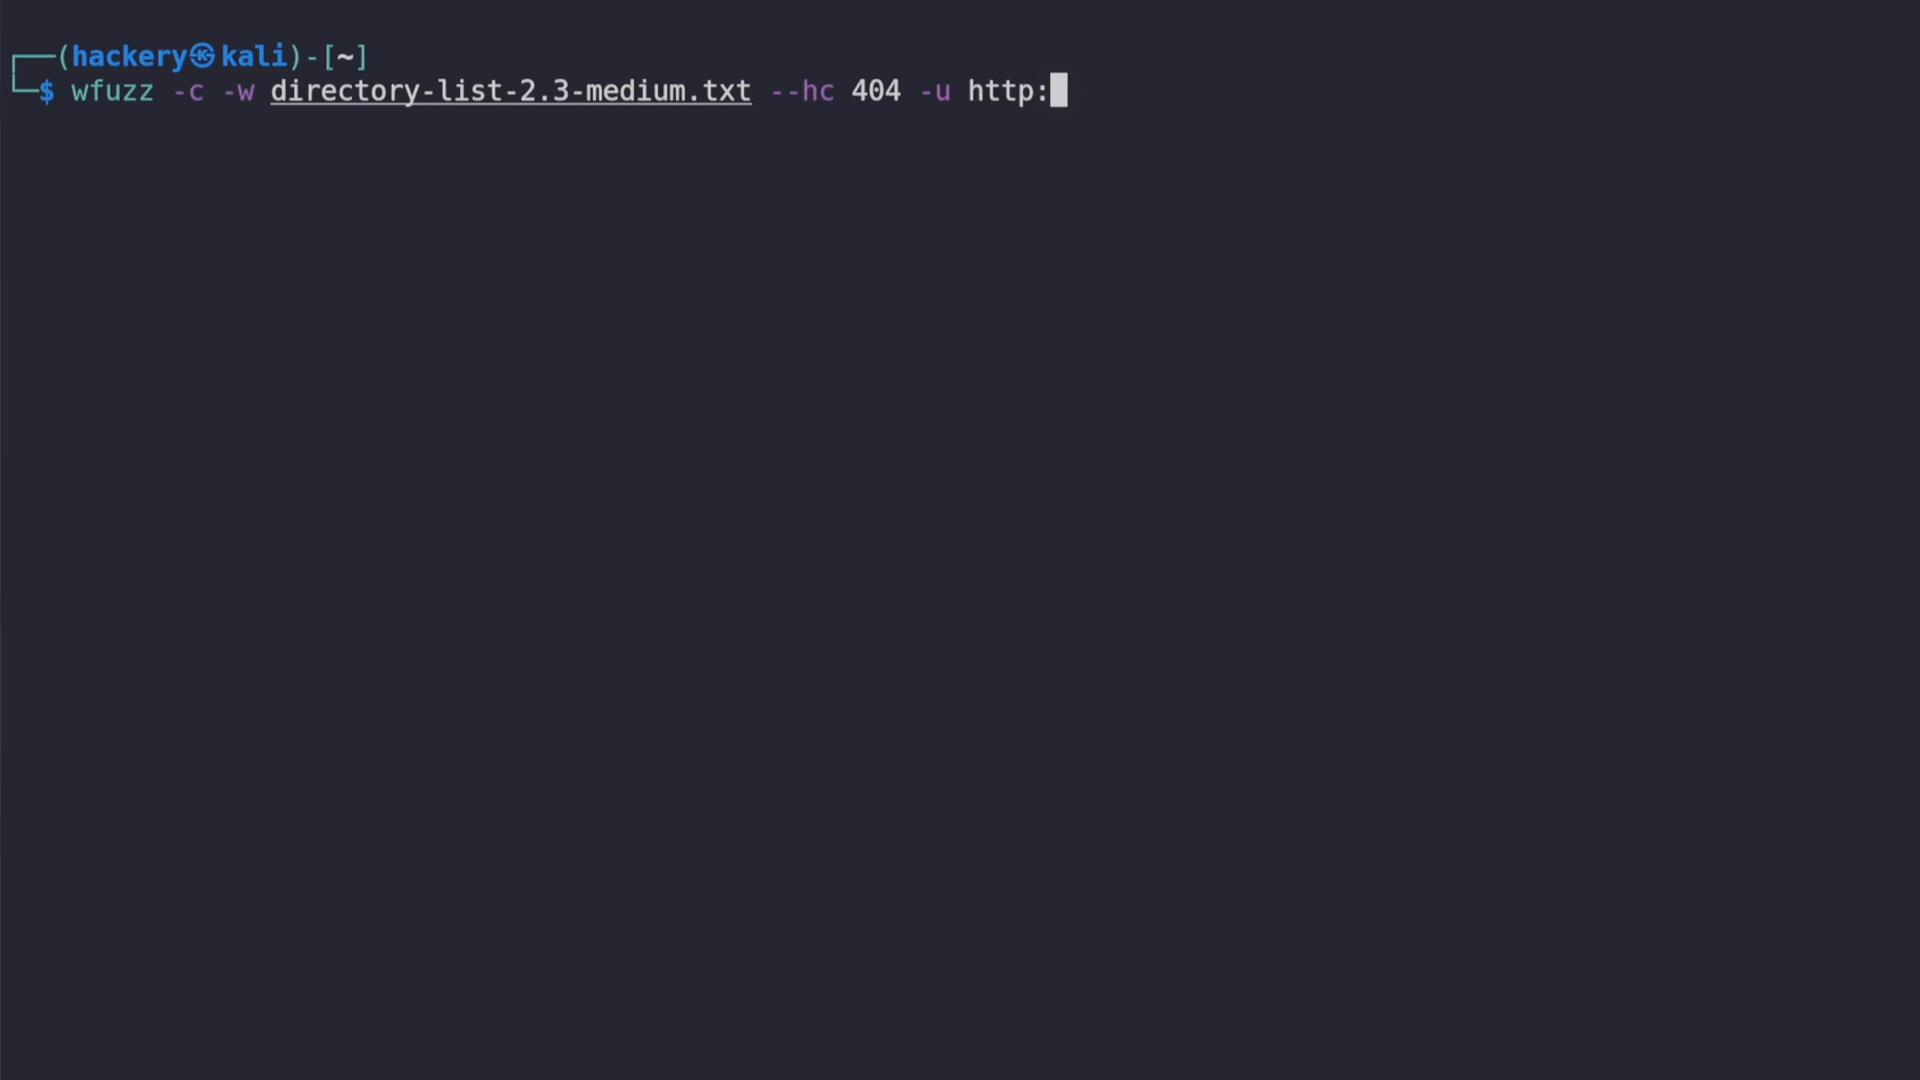 ┌──(hackery㉿kali)-[~]
└─$ wfuzz -c -w directory-list-2.3-medium.txt --hc 404 -u http: